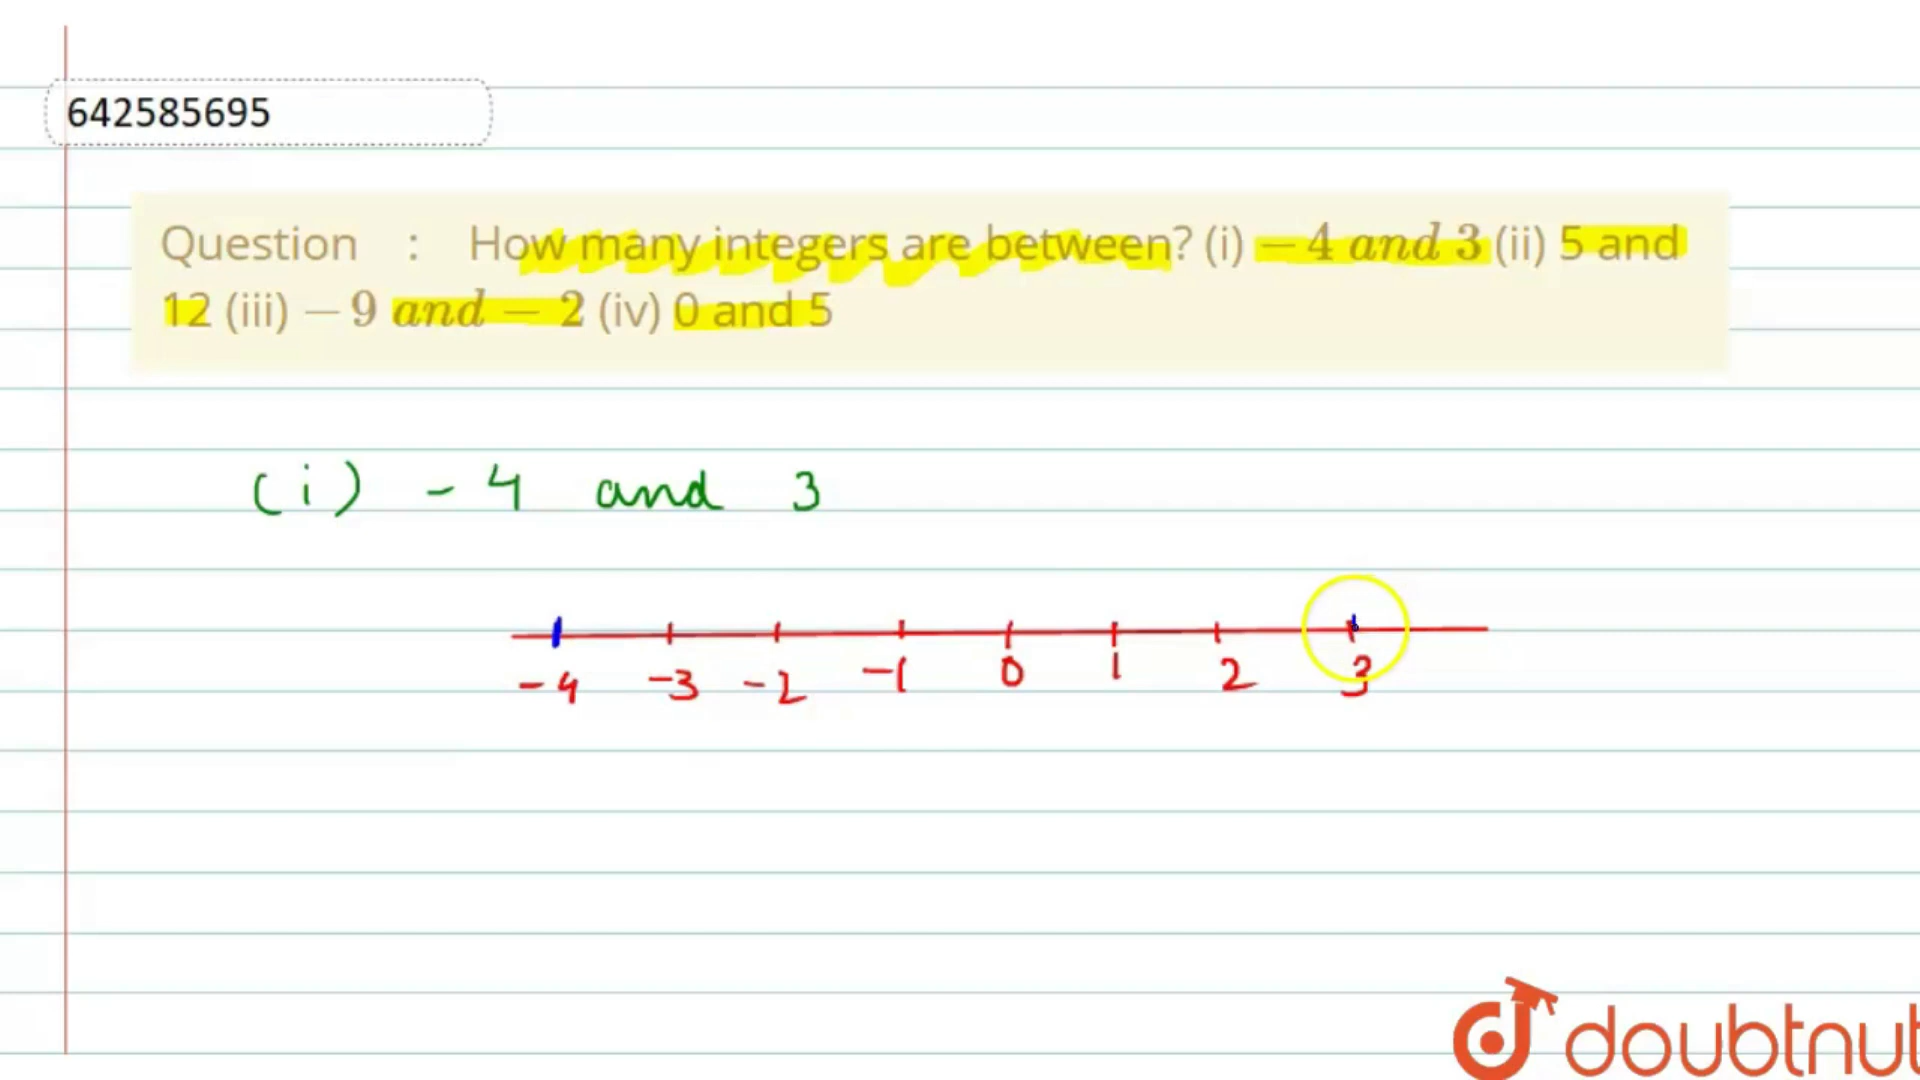 642585695
Question : How many integers are between? (i) −4 and 3 (ii) 5 and
12 (iii) −9 and −2 (iv) 0 and 5
(i) -4 and 3
-4 -3 -2 -1 0 1 2 3
doubtnut